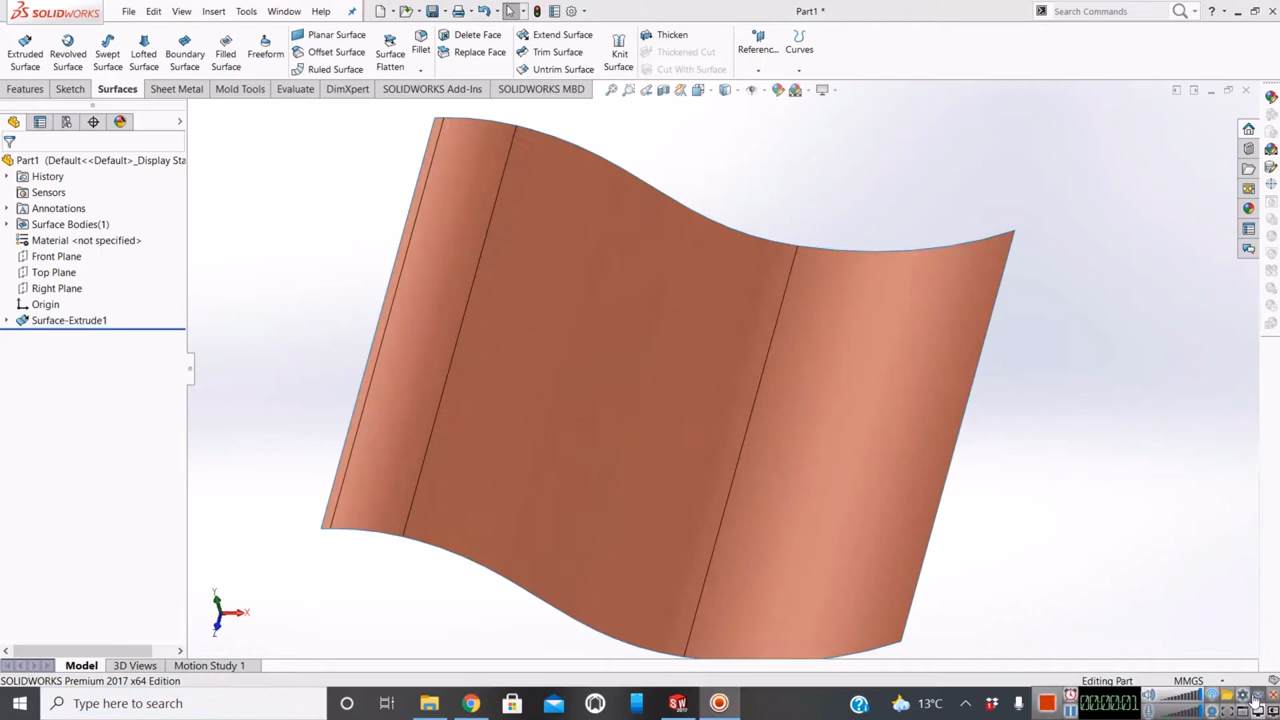 SOLIDWORKS File Edit View Insert Tools Window Help Part1 * Search Commands ?
Extruded Surface Revolved Surface Swept Surface Lofted Surface Boundary Surface Filled Surface Freeform Planar Surface Offset Surface Ruled Surface Surface Flatten Fillet Delete Face Replace Face Extend Surface Trim Surface Untrim Surface Knit Surface Thicken Thickened Cut Cut With Surface Referenc... Curves
Features Sketch Surfaces Sheet Metal Mold Tools Evaluate DimXpert SOLIDWORKS Add-Ins SOLIDWORKS MBD
Part1 (Default<<Default>_Display Sta
History
Sensors
Annotations
Surface Bodies(1)
Material <not specified>
Front Plane
Top Plane
Right Plane
Origin
Surface-Extrude1
Y
X
Z
Model 3D Views Motion Study 1
SOLIDWORKS Premium 2017 x64 Edition Editing Part MMGS
Type here to search 13°C 00:00:01